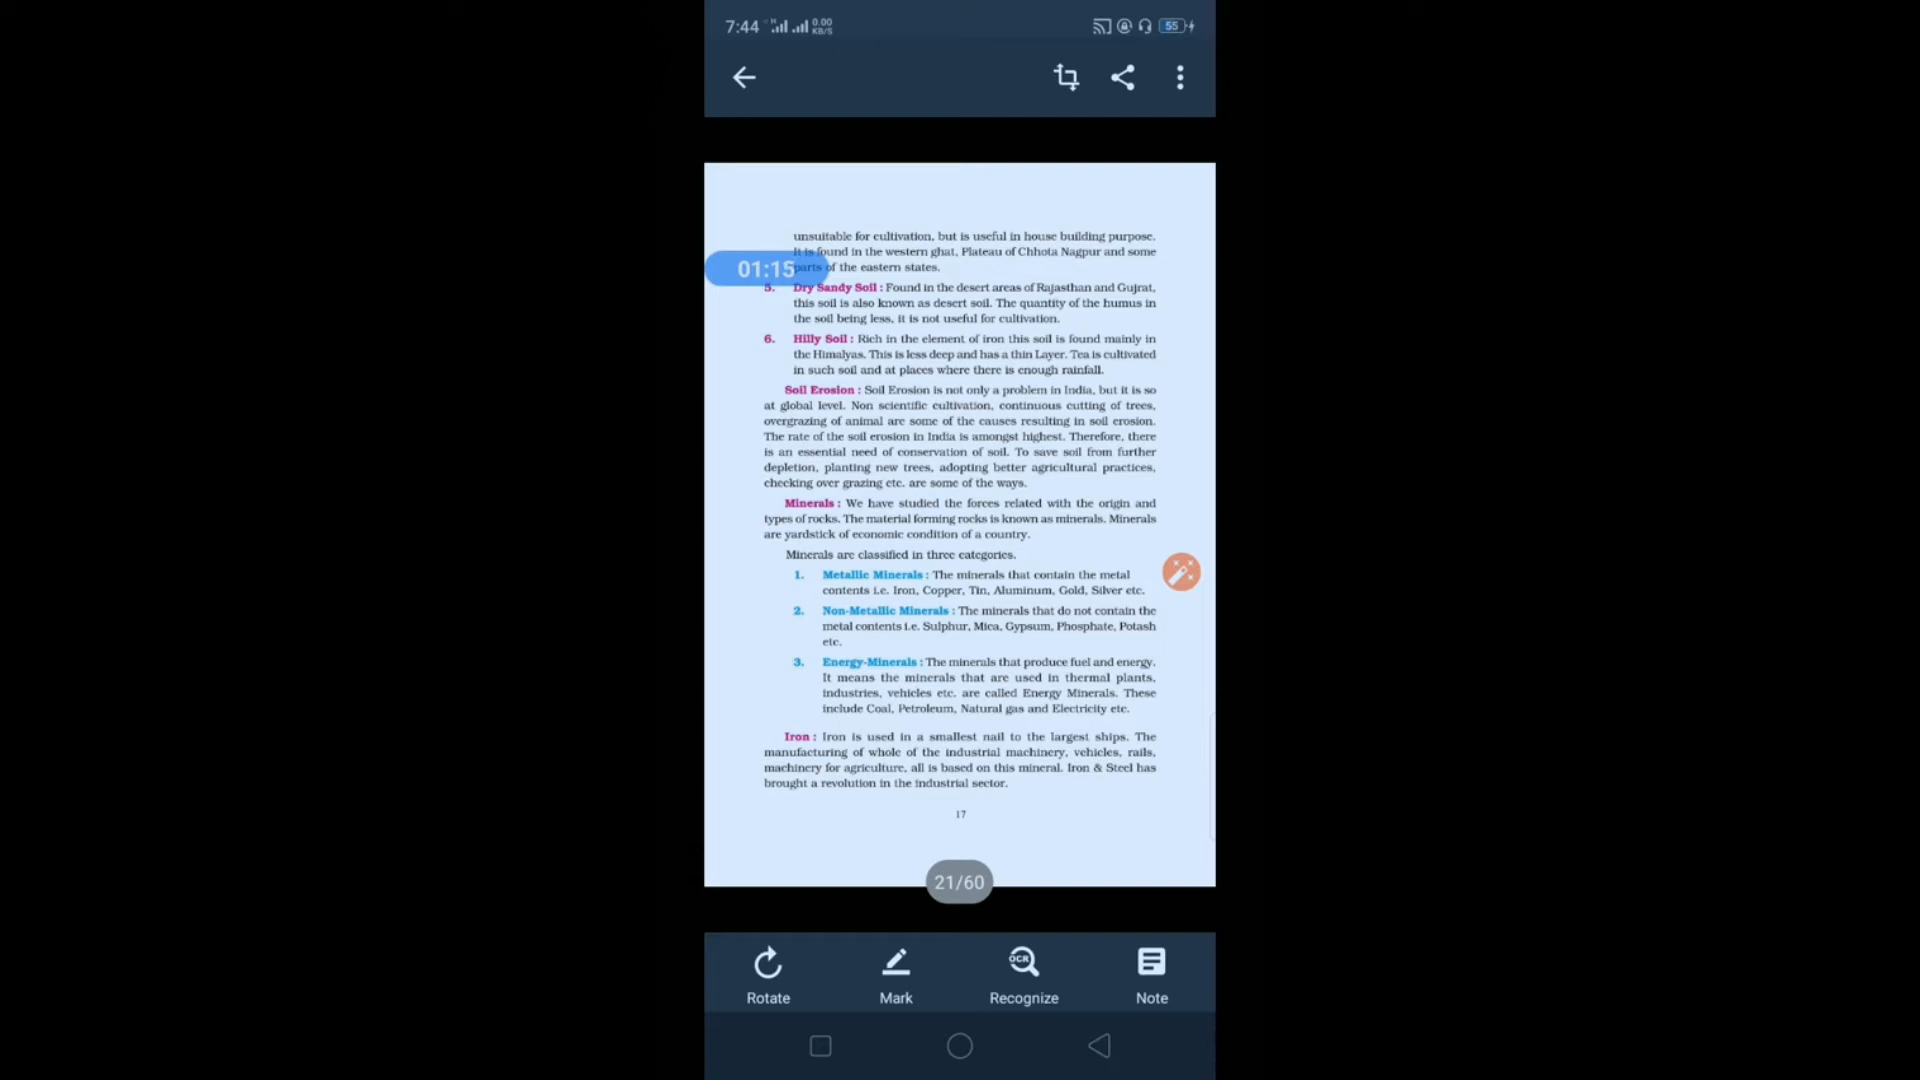 7:44 H 0.00 KB/S 55
unsuitable for cultivation, but is useful in house building purpose.
It is found in the western ghat, Plateau of Chhota Nagpur and some
01:15 parts of the eastern states.
5. Dry Sandy Soil : Found in the desert areas of Rajasthan and Gujrat,
this soil is also known as desert soil. The quantity of the humus in
the soil being less, it is not useful for cultivation.
6. Hilly Soil : Rich in the element of iron this soil is found mainly in
the Himalyas. This is less deep and has a thin Layer. Tea is cultivated
in such soil and at places where there is enough rainfall.
Soil Erosion : Soil Erosion is not only a problem in India, but it is so
at global level. Non scientific cultivation, continuous cutting of trees,
overgrazing of animal are some of the causes resulting in soil erosion.
The rate of the soil erosion in India is amongst highest. Therefore, there
is an essential need of conservation of soil. To save soil from further
depletion, planting new trees, adopting better agricultural practices,
checking over grazing etc. are some of the ways.
Minerals : We have studied the forces related with the origin and
types of rocks. The material forming rocks is known as minerals. Minerals
are yardstick of economic condition of a country.
Minerals are classified in three categories.
1. Metallic Minerals : The minerals that contain the metal
contents i.e. Iron, Copper, Tin, Aluminum, Gold, Silver etc.
2. Non-Metallic Minerals : The minerals that do not contain the
metal contents i.e. Sulphur, Mica, Gypsum, Phosphate, Potash
etc.
3. Energy-Minerals : The minerals that produce fuel and energy.
It means the minerals that are used in thermal plants,
industries, vehicles etc. are called Energy Minerals. These
include Coal, Petroleum, Natural gas and Electricity etc.
Iron : Iron is used in a smallest nail to the largest ships. The
manufacturing of whole of the industrial machinery, vehicles, rails,
machinery for agriculture, all is based on this mineral. Iron & Steel has
brought a revolution in the industrial sector.
17
21/60
OCR
Rotate Mark Recognize Note